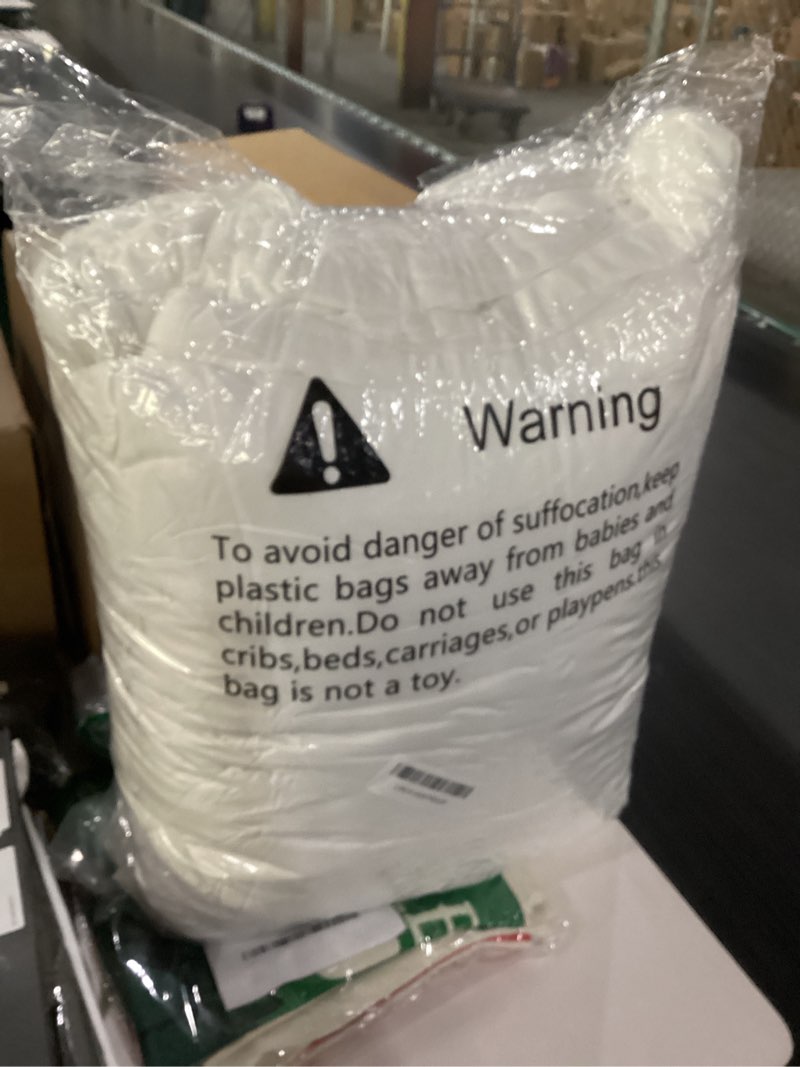 Warning
To avoid danger of suffocation,keep
plastic bags away from babies and
children.Do not use this bag in
cribs,beds,carriages,or playpens.this
bag is not a toy.
E